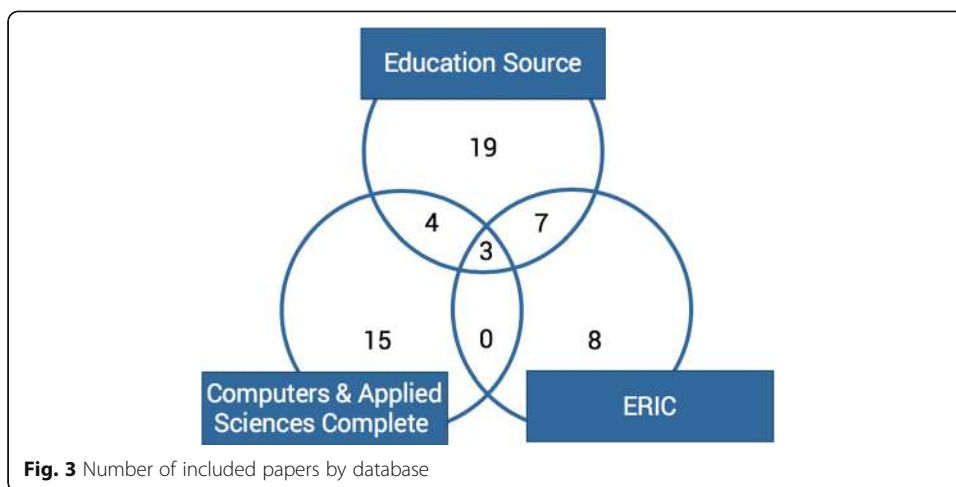 Education Source
19
4
7
3
15
0
8
Computers & Applied
Sciences Complete
ERIC
Fig. 3 Number of included papers by database